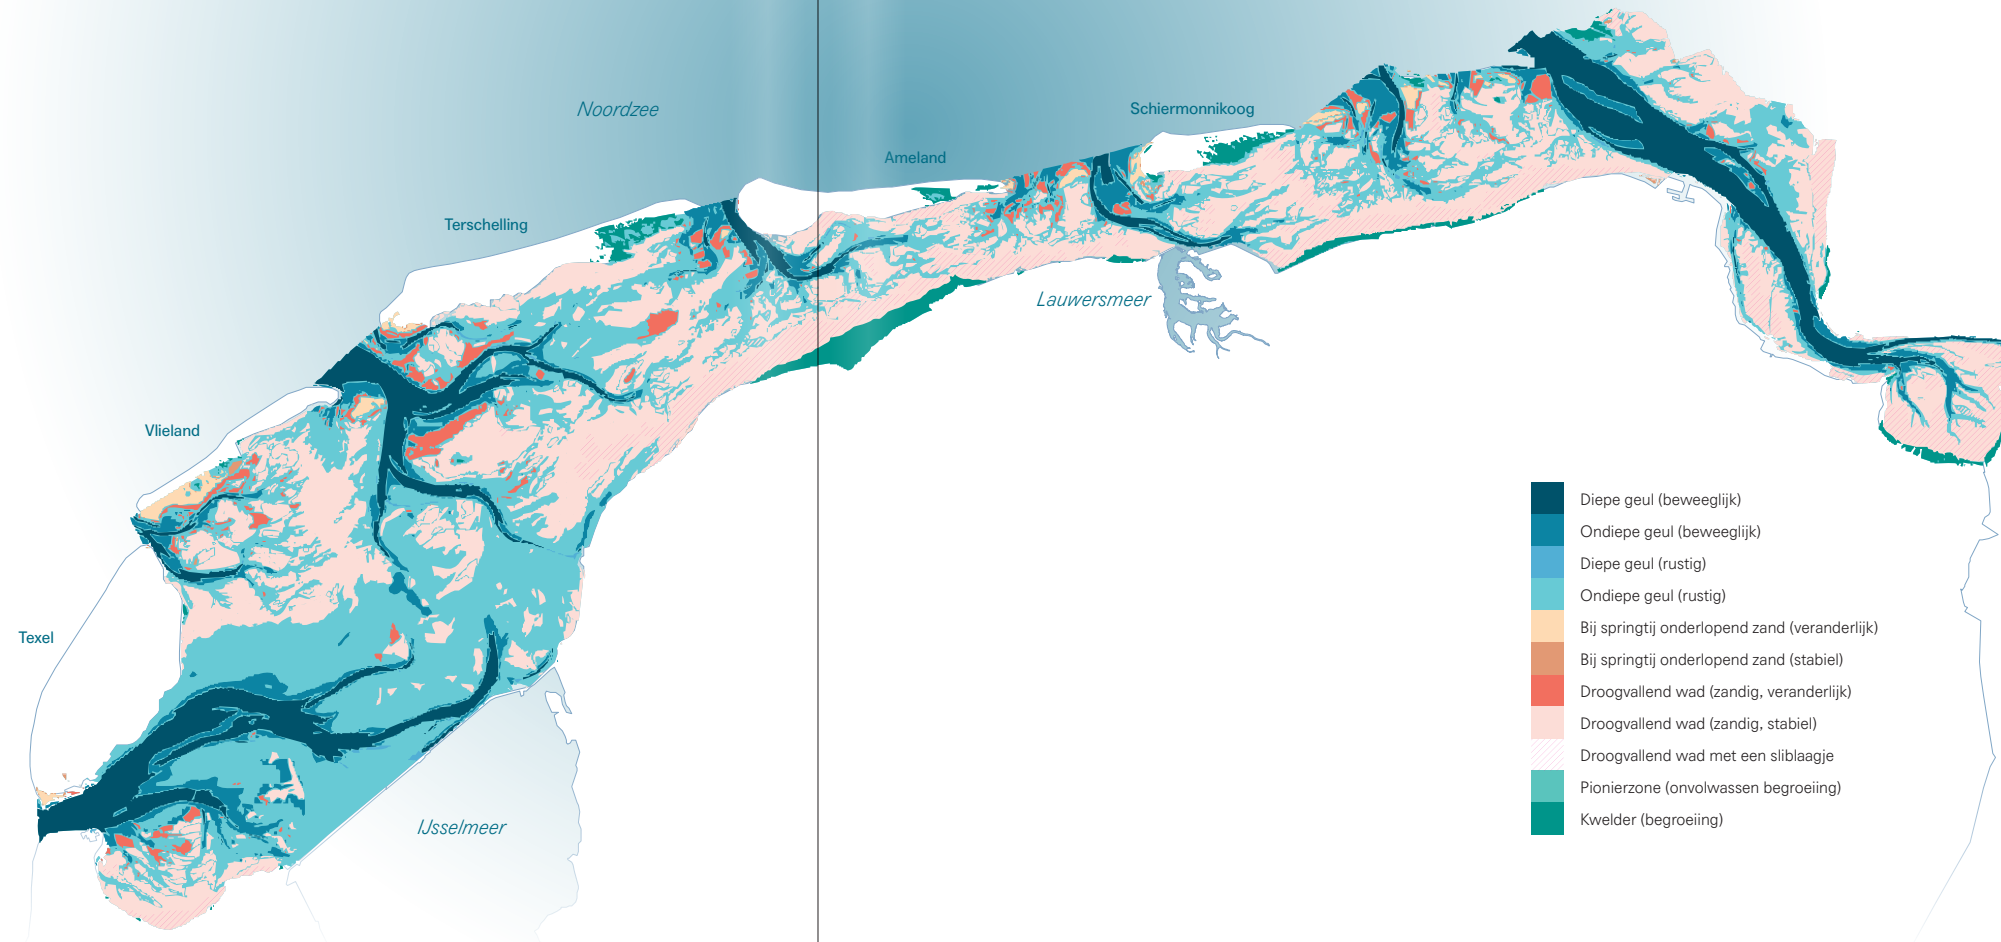 Noordzee
Schiermonnikoog
Ameland
Terschelling
Lauwersmeer
Vlieland
Texel
IJsselmeer
Diepe geul (beweeglijk)
Ondiepe geul (beweeglijk)
Diepe geul (rustig)
Ondiepe geul (rustig)
Bij springtij onderlopend zand (veranderlijk)
Bij springtij onderlopend zand (stabiel)
Droogvallend wad (zandig, veranderlijk)
Droogvallend wad (zandig, stabiel)
Droogvallend wad met een sliblaagje
Pionierzone (onvolwassen begroeiing)
Kwelder (begroeiing)